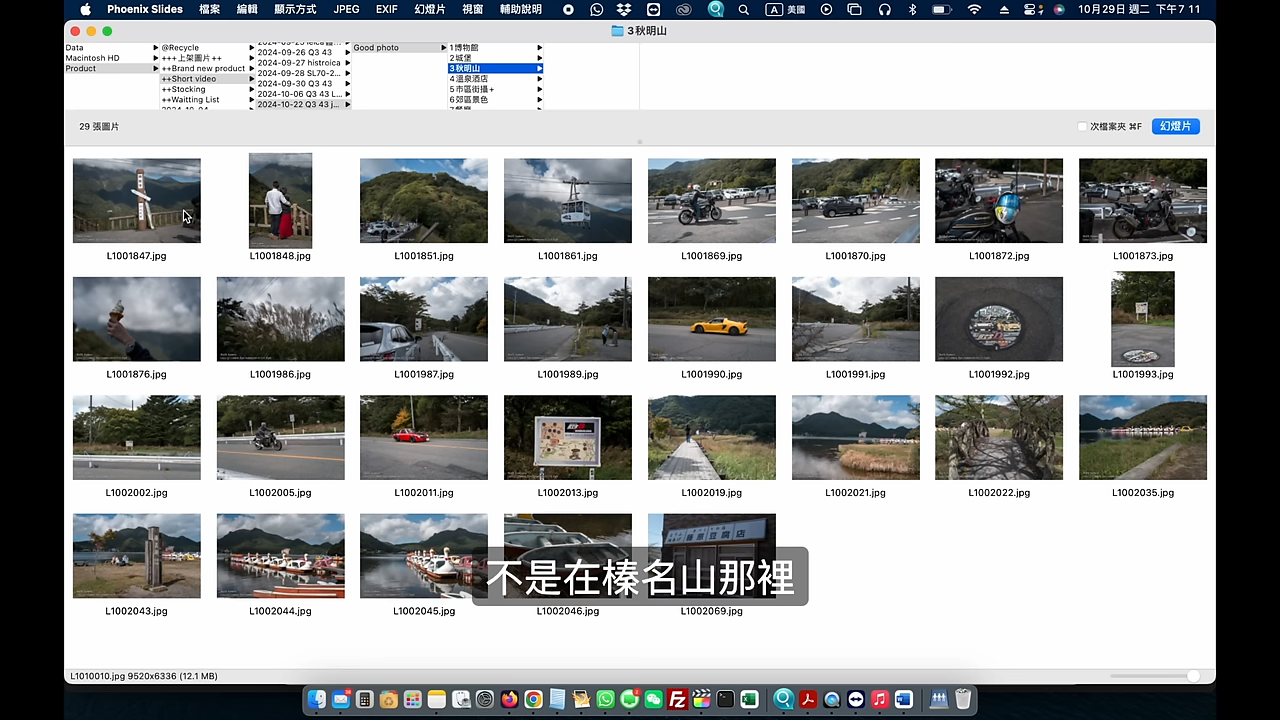 Phoenix Slides 檔案 編輯 顯示方式 JPEG EXIF 幻燈片 視窗 輔助說明 A 美國 10月29日 週二 下午7 11
3秋明山
Data
Macintosh HD
Product
@Recycle
+++上架圖片++
++Brand new product
++Short video
++Stocking
++Waitting List
2024-09-26 Q3 43
2024-09-27 histroica
2024-09-28 SL70-2...
2024-09-30 Q3 43
2024-10-06 Q3 43 L...
2024-10-22 Q3 43 j...
Good photo
1博物館
2城堡
3秋明山
4溫泉酒店
5市區街攝+
6郊區景色
29 張圖片
次檔案夾 ⌘F
幻燈片
L1001847.jpg L1001848.jpg L1001851.jpg L1001861.jpg L1001869.jpg L1001870.jpg L1001872.jpg L1001873.jpg
L1001876.jpg L1001986.jpg L1001987.jpg L1001989.jpg L1001990.jpg L1001991.jpg L1001992.jpg L1001993.jpg
L1002002.jpg L1002005.jpg L1002011.jpg L1002013.jpg L1002019.jpg L1002021.jpg L1002022.jpg L1002035.jpg
藤原豆腐店
不是在榛名山那裡
L1002043.jpg L1002044.jpg L1002045.jpg L1002046.jpg L1002069.jpg
L1010010.jpg 9520x6336 (12.1 MB)